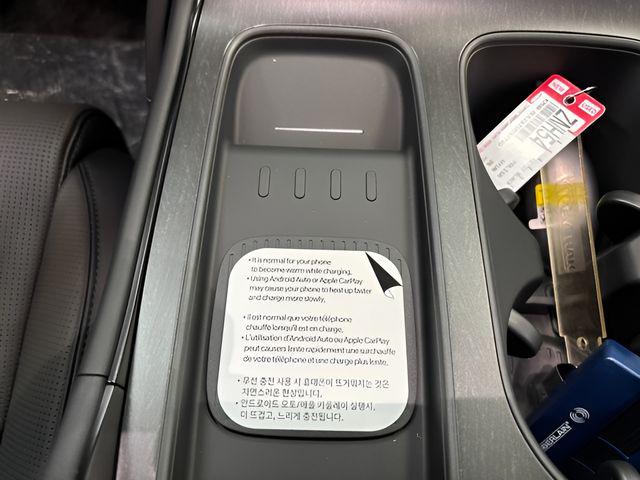 • It is normal for your phone
to become warm while charging.
• Using Android Auto or Apple CarPlay
may cause your phone to heat up faster
and charge more slowly.
• Il est normal que votre téléphone
chauffe lorsqu'il est en charge.
• L'utilisation d'Android Auto ou Apple CarPlay
peut causer rapidement une surchauffe
de votre téléphone et une charge plus lente.
• 무선 충전 사용 시 휴대폰이 뜨거워지는 것은
자연스러운 현상입니다.
• 안드로이드 오토/애플 카플레이 실행시,
더 뜨겁고, 느리게 충전됩니다.
ZNH54